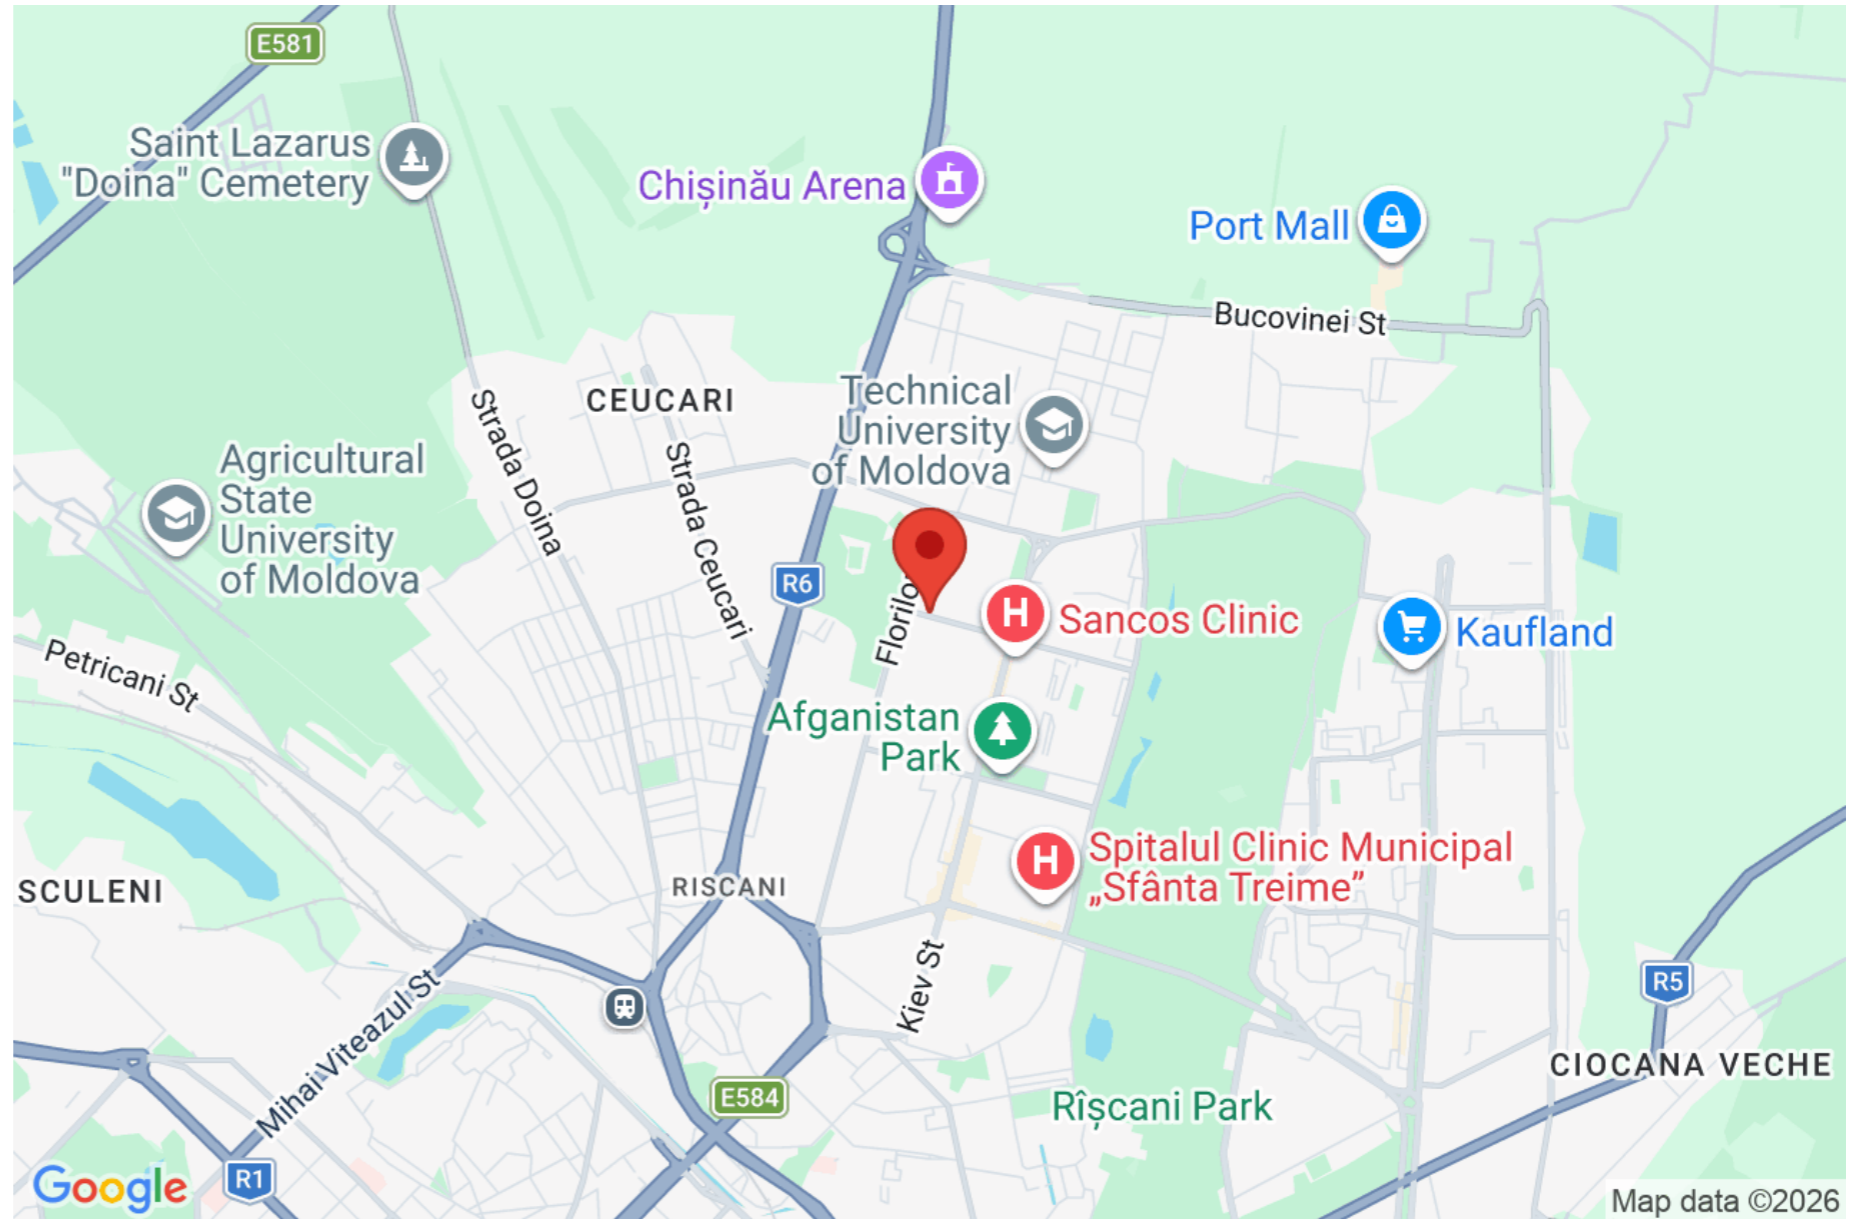 E581
Saint Lazarus
"Doina" Cemetery
Chișinău Arena
Port Mall
Bucovinei St
CEUCARI
Technical
University
of Moldova
Strada Doina
Strada Ceucari
Agricultural
State
University
of Moldova
R6
Florilo
H
Sancos Clinic
Kaufland
Petricani St
Afganistan
Park
H
Spitalul Clinic Municipal
„Sfânta Treime”
SCULENI
RISCANI
Kiev St
R5
Mihai Viteazul St
CIOCANA VECHE
E584
Rîșcani Park
R1
Google
Map data ©2026